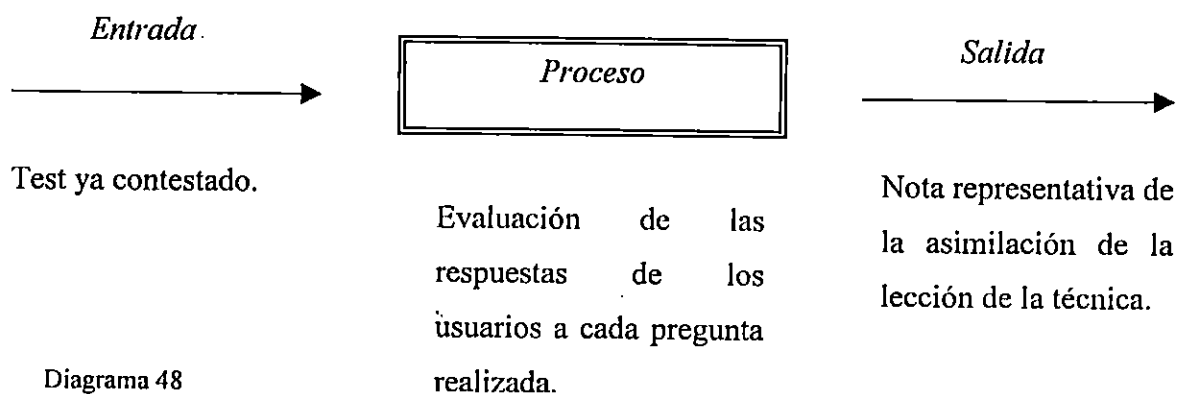 Entrada
Proceso
Salida
Test ya contestado.
Evaluación de las
respuestas de los
usuarios a cada pregunta
realizada.
Nota representativa de
la asimilación de la
lección de la técnica.
Diagrama 48